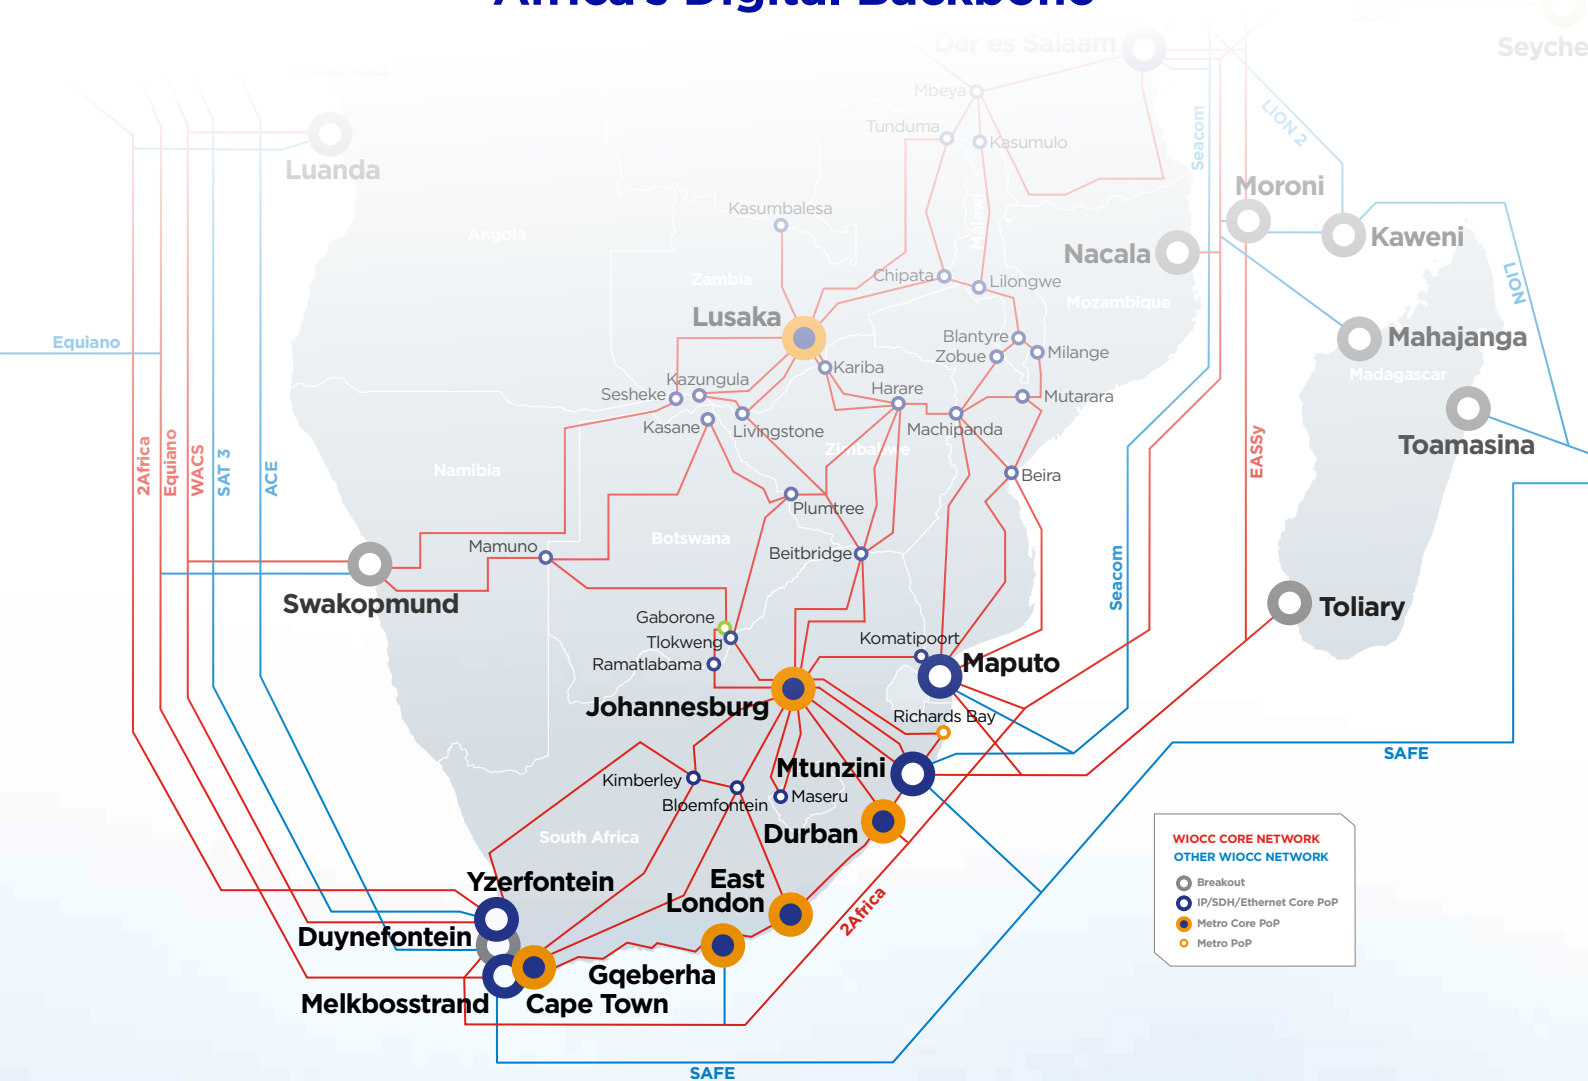 Africa's Digital Backbone
SEAS
Dar es Salaam
Seyche
Mbeya
Tunduma
Kasumulo
Luanda
Seacom
LION 2
Moroni
Kasumbalesa
Angola
Malawi
Kaweni
Nacala
Zambia
Chipata
Lilongwe
LION
Mozambique
Lusaka
Equiano
Blantyre
Zobue
Milange
Mahajanga
Kariba
Madagascar
Kazungula
Sesheke
Harare
Mutarara
Kasane
Livingstone
Machipanda
Toamasina
2Africa
Equiano
WACS
SAT 3
ACE
Namibia
Zimbabwe
EASSy
Beira
Plumtree
Botswana
Mamuno
Beitbridge
Seacom
Swakopmund
Toliary
Gaborone
Tlokweng
Komatipoort
Ramatlabama
Maputo
Johannesburg
Richards Bay
SAFE
Mtunzini
Kimberley
Bloemfontein
Maseru
South Africa
Durban
WIOCC CORE NETWORK
OTHER WIOCC NETWORK
Breakout
IP/SDH/Ethernet Core PoP
Metro Core PoP
Metro PoP
Yzerfontein
East
London
2Africa
Duynefontein
Gqeberha
Melkbosstrand
Cape Town
SAFE